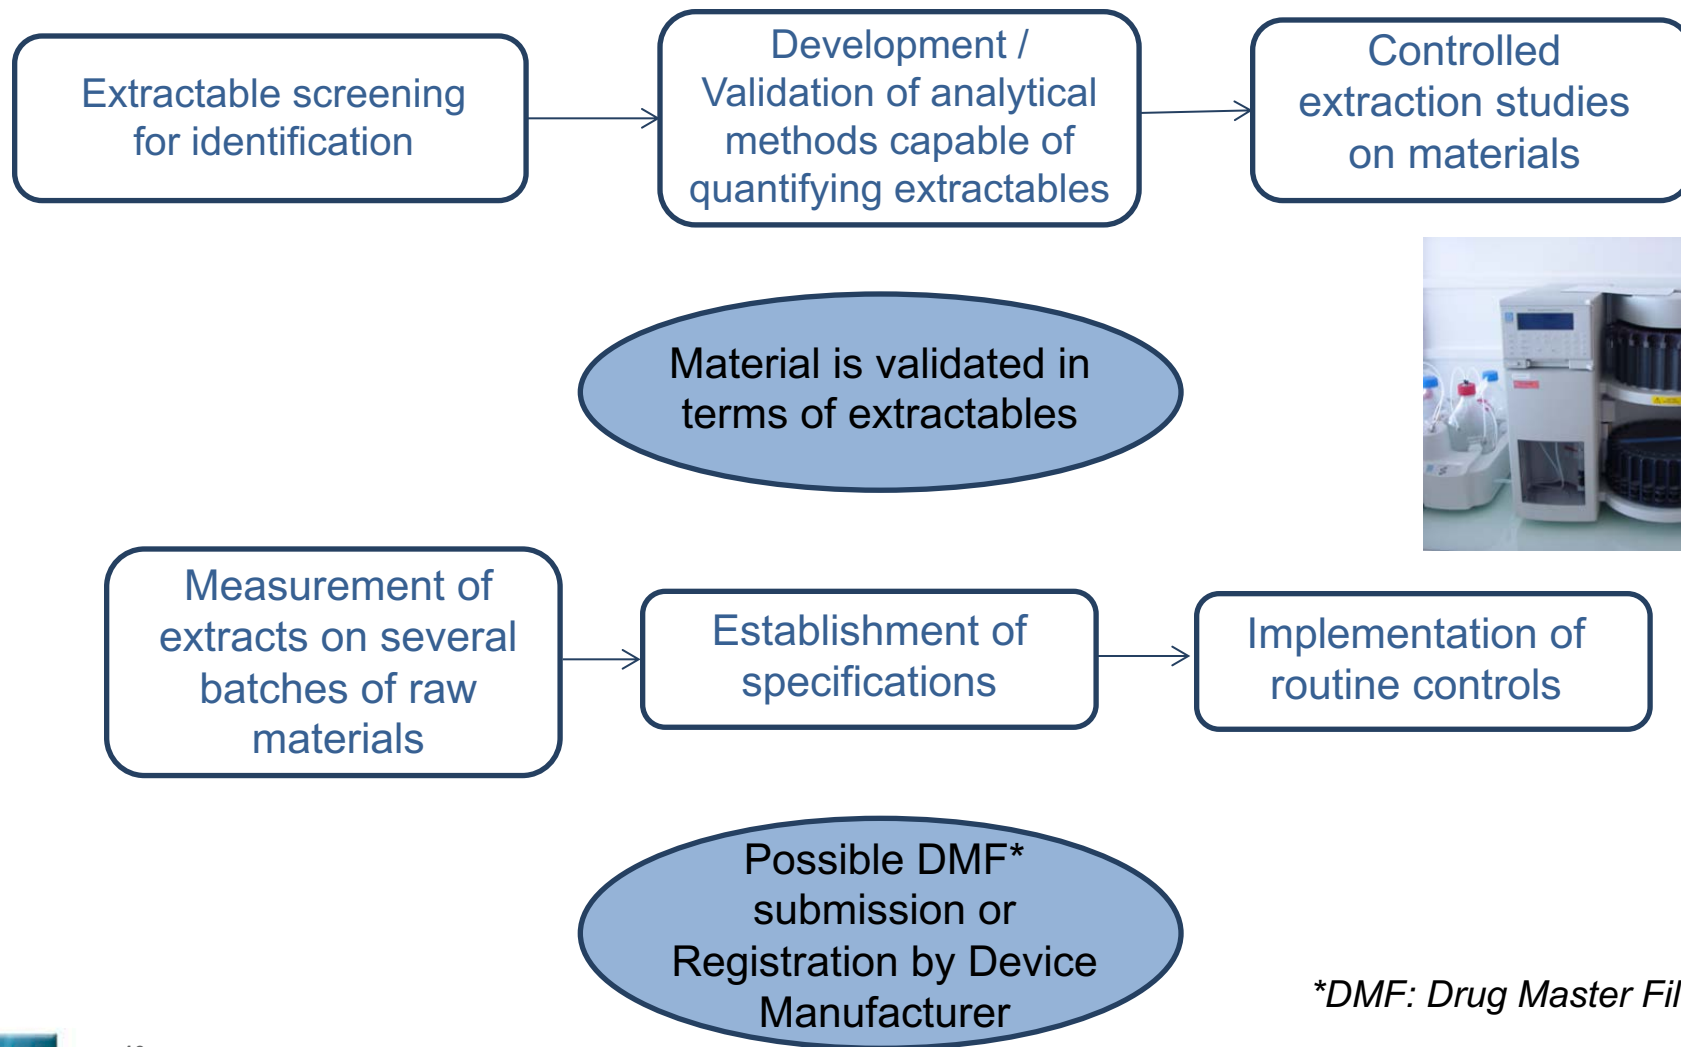 Extractable screening
for identification
Development /
Validation of analytical
methods capable of
quantifying extractables
Controlled
extraction studies
on materials
Material is validated in
terms of extractables
Measurement of
extracts on several
batches of raw
materials
Establishment of
specifications
Implementation of
routine controls
Possible DMF*
submission or
Registration by Device
Manufacturer
*DMF: Drug Master Fil